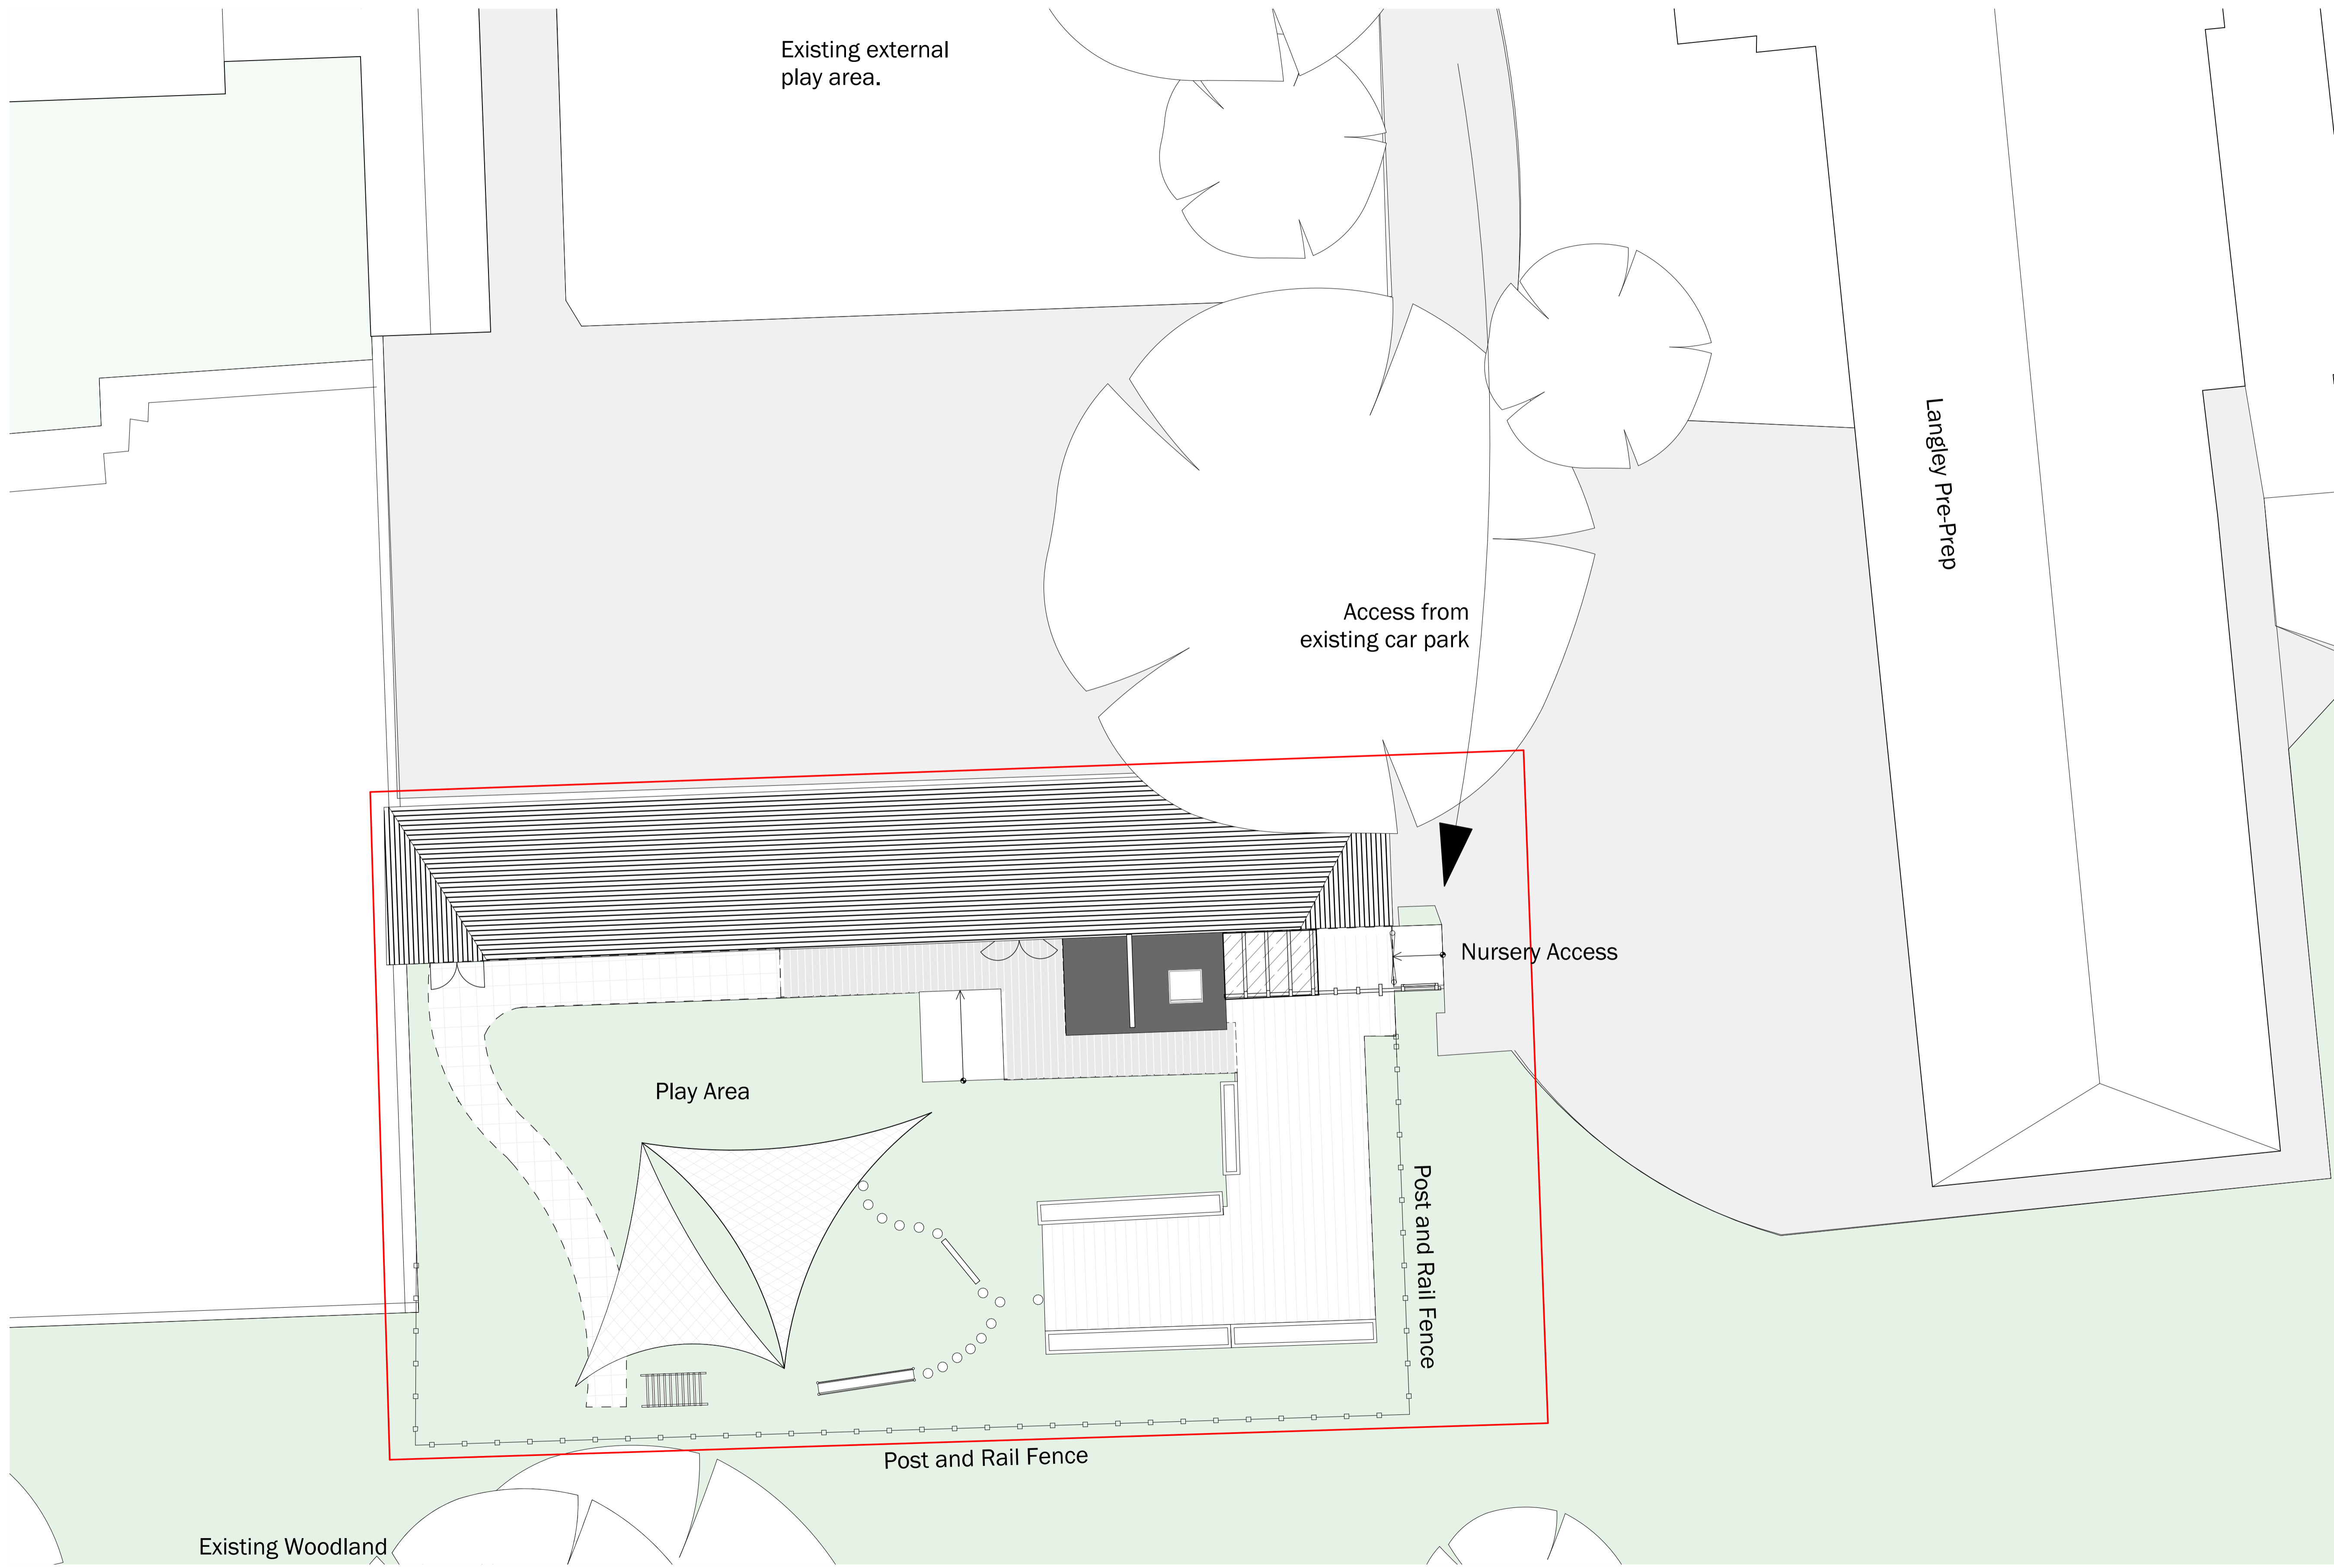 Existing external
play area.
Langley Pre-Prep
Access from
existing car park
Nursery Access
Play Area
Post and Rail Fence
Post and Rail Fence
Existing Woodland